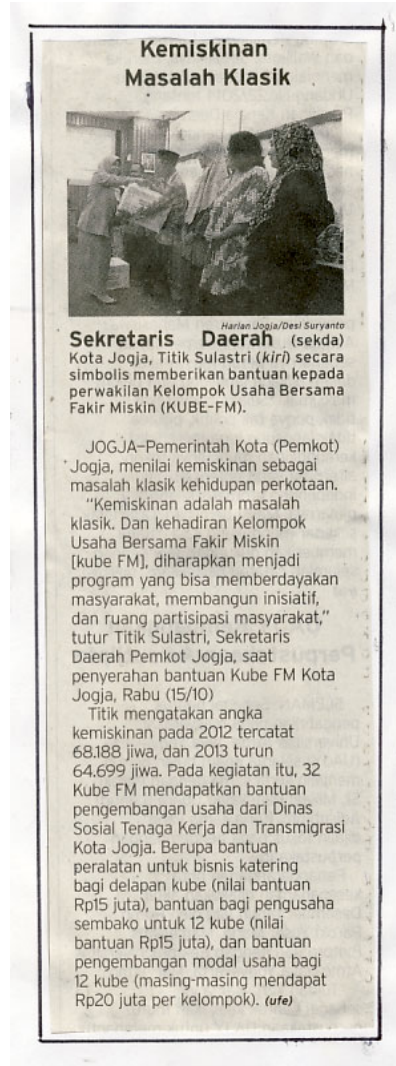 Kemiskinan
Masalah Klasik
Harian Jogja/Desi Suryanto
Sekretaris Daerah (sekda)
Kota Jogja, Titik Sulastri (kiri) secara
simbolis memberikan bantuan kepada
perwakilan Kelompok Usaha Bersama
Fakir Miskin (KUBE-FM).
JOGJA–Pemerintah Kota (Pemkot)
Jogja, menilai kemiskinan sebagai
masalah klasik kehidupan perkotaan.
“Kemiskinan adalah masalah
klasik. Dan kehadiran Kelompok
Usaha Bersama Fakir Miskin
[kube FM], diharapkan menjadi
program yang bisa memberdayakan
masyarakat, membangun inisiatif,
dan ruang partisipasi masyarakat,”
tutur Titik Sulastri, Sekretaris
Daerah Pemkot Jogja, saat
penyerahan bantuan Kube FM Kota
Jogja, Rabu (15/10)
Titik mengatakan angka
kemiskinan pada 2012 tercatat
68.188 jiwa, dan 2013 turun
64.699 jiwa. Pada kegiatan itu, 32
Kube FM mendapatkan bantuan
pengembangan usaha dari Dinas
Sosial Tenaga Kerja dan Transmigrasi
Kota Jogja. Berupa bantuan
peralatan untuk bisnis katering
bagi delapan kube (nilai bantuan
Rp15 juta), bantuan bagi pengusaha
sembako untuk 12 kube (nilai
bantuan Rp15 juta), dan bantuan
pengembangan modal usaha bagi
12 kube (masing-masing mendapat
Rp20 juta per kelompok). (ufe)